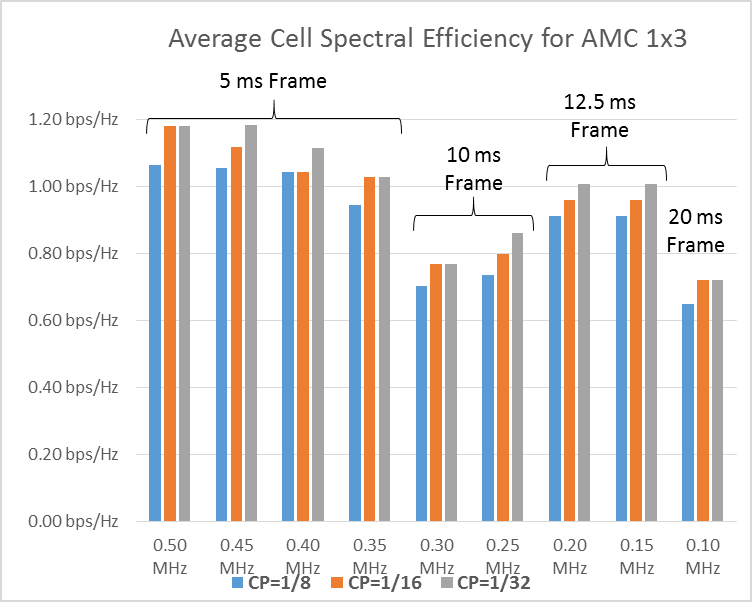 Average Cell Spectral Efficiency for AMC 1x3
5 ms Frame
12.5 ms
Frame
10 ms
Frame
20 ms
Frame
1.20 bps/Hz
1.00 bps/Hz
0.80 bps/Hz
0.60 bps/Hz
0.40 bps/Hz
0.20 bps/Hz
0.00 bps/Hz
0.50 0.45 0.40 0.35 0.30 0.25 0.20 0.15 0.10
MHz MHz MHz MHz MHz MHz MHz MHz MHz
CP=1/8 CP=1/16 CP=1/32